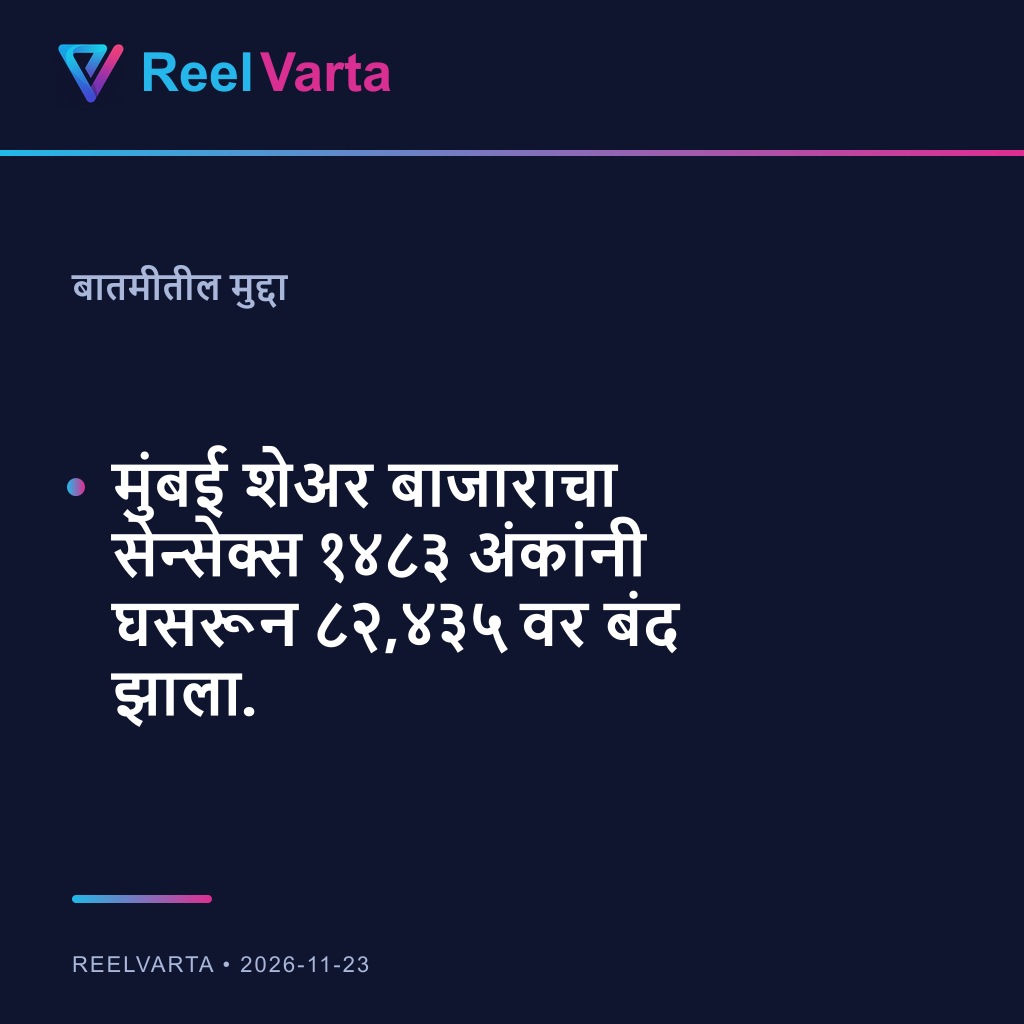 ReelVarta
बातमीतील मुद्दा
• मुंबई शेअर बाजाराचा
सेन्सेक्स १४८३ अंकांनी
घसरून ८२,४३५ वर बंद
झाला.
REELVARTA • 2026-11-23